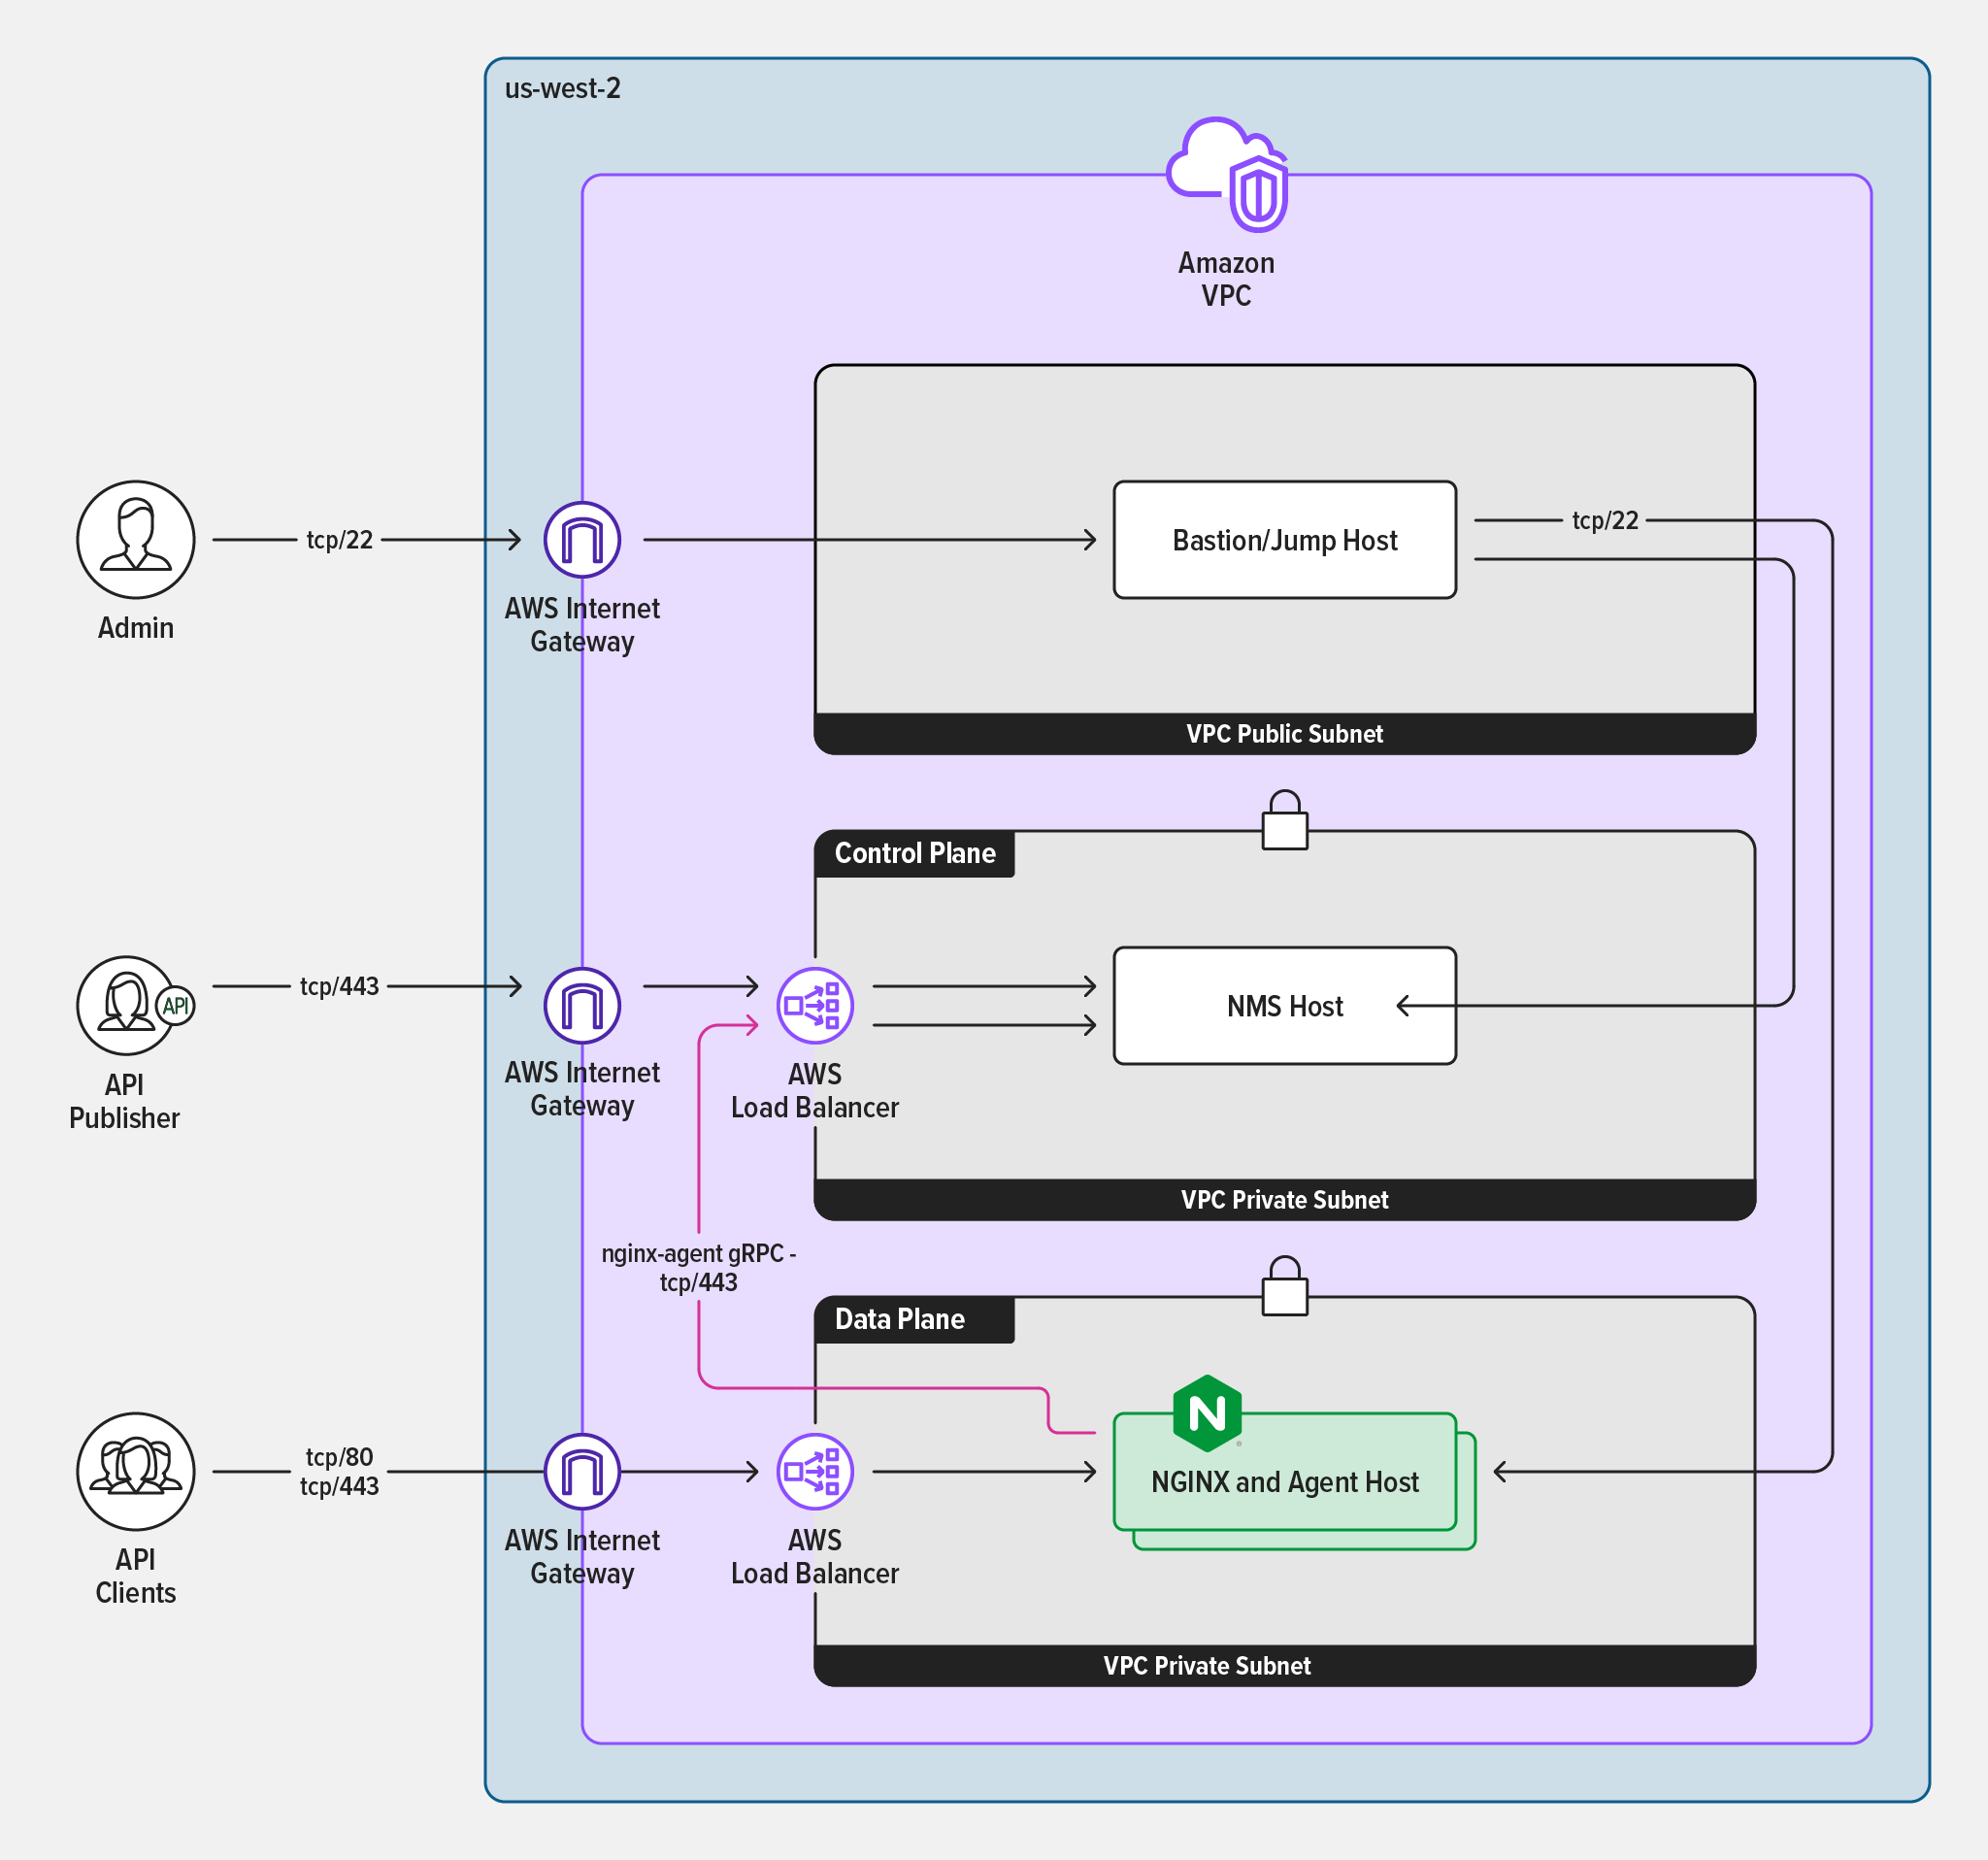 us-west-2
Amazon
VPC
Admin
tcp/22
AWS Internet
Gateway
Bastion/Jump Host
tcp/22
VPC Public Subnet
Control Plane
API
API
Publisher
tcp/443
AWS Internet
Gateway
AWS
Load Balancer
NMS Host
VPC Private Subnet
nginx-agent gRPC -
tcp/443
Data Plane
API
Clients
tcp/80
tcp/443
AWS Internet
Gateway
AWS
Load Balancer
N
NGINX and Agent Host
VPC Private Subnet